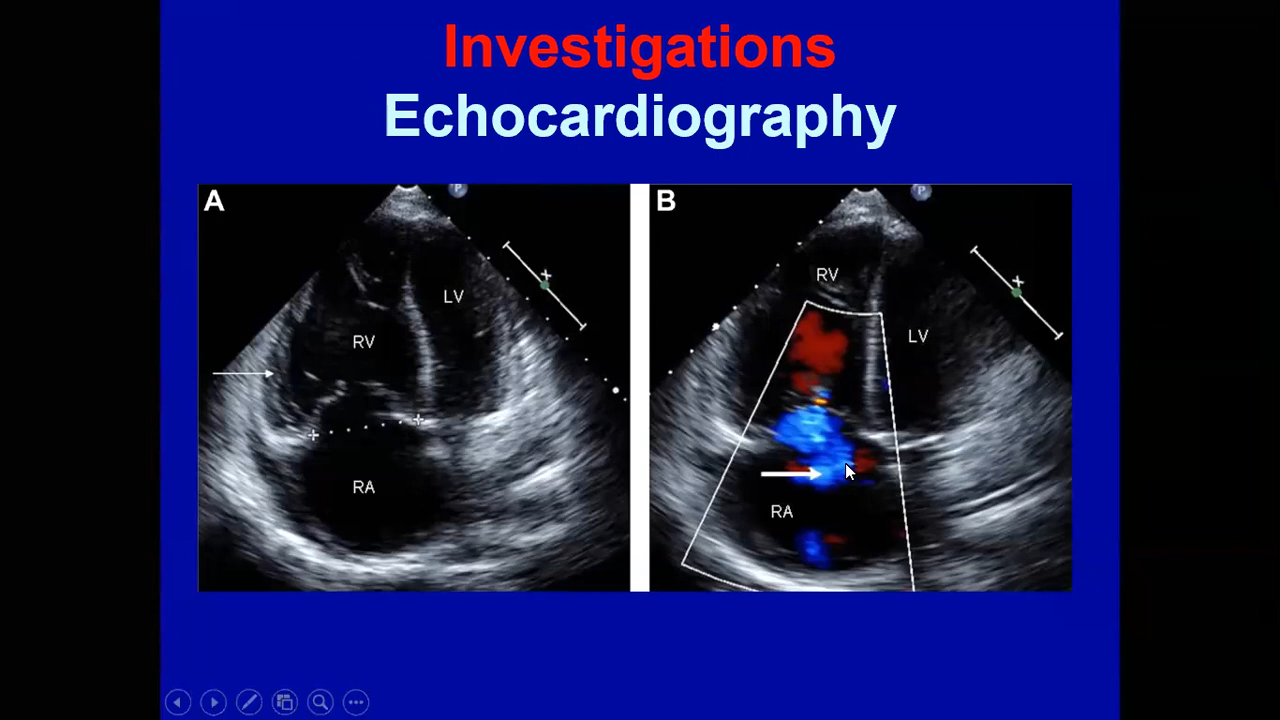 Investigations
Echocardiography
A
P
LV
RV
RA
B
P
RV
LV
RA